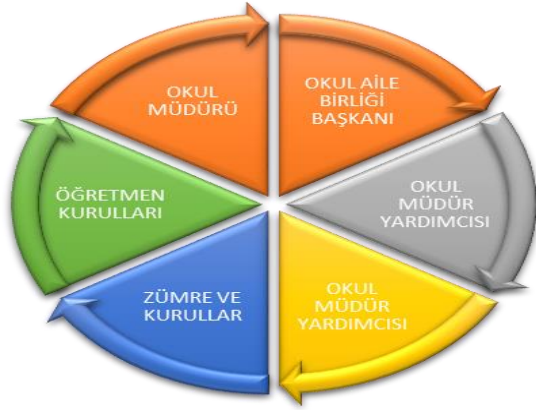 OKUL
MÜDÜRÜ
OKUL AİLE
BİRLİĞİ
BAŞKANI
OKUL
MÜDÜR
YARDIMCISI
OKUL
MÜDÜR
YARDIMCISI
ZÜMRE VE
KURULLAR
ÖĞRETMEN
KURULLARI